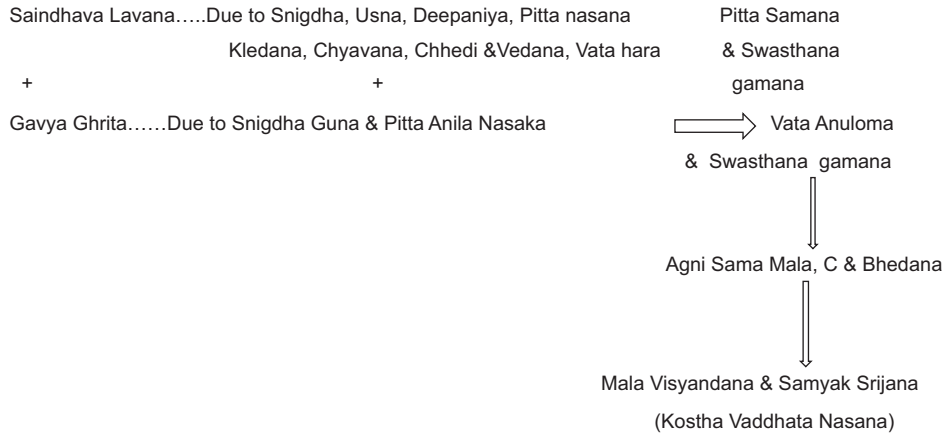 Saindhava Lavana.....Due to Snigdha, Usna, Deepaniya, Pitta nasana Pitta Samana
Kledana, Chyavana, Chhedi &Vedana, Vata hara & Swasthana
+ + gamana
Gavya Ghrita......Due to Snigdha Guna & Pitta Anila Nasaka Vata Anuloma
& Swasthana gamana
Agni Sama Mala, C & Bhedana
Mala Visyandana & Samyak Srijana
(Kostha Vaddhata Nasana)